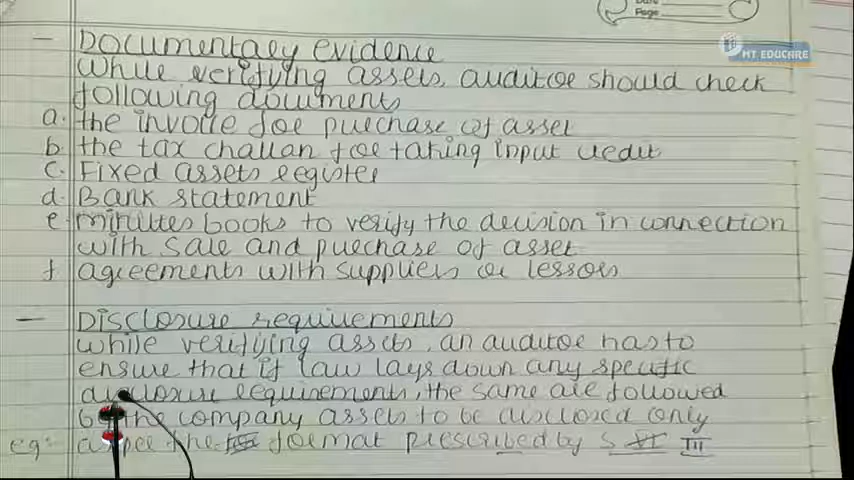 Date
Page
MT EDUCARE
- Documentary evidence
While verifying assets, auditor should check
following documents
a. the invoice for purchase of asset
b. the tax challan for taking input credit
c. Fixed assets register
d. Bank statement
e. minutes books to verify the decision in connection
with sale and purchase of asset
f agreements with suppliers or lessors
- Disclosure requirements
while verifying assets, an auditor has to
ensure that if law lays down any specific
disclosure requirements, the same are followed
by the company assets to be disclosed only
eg: as per the format prescribed by S III